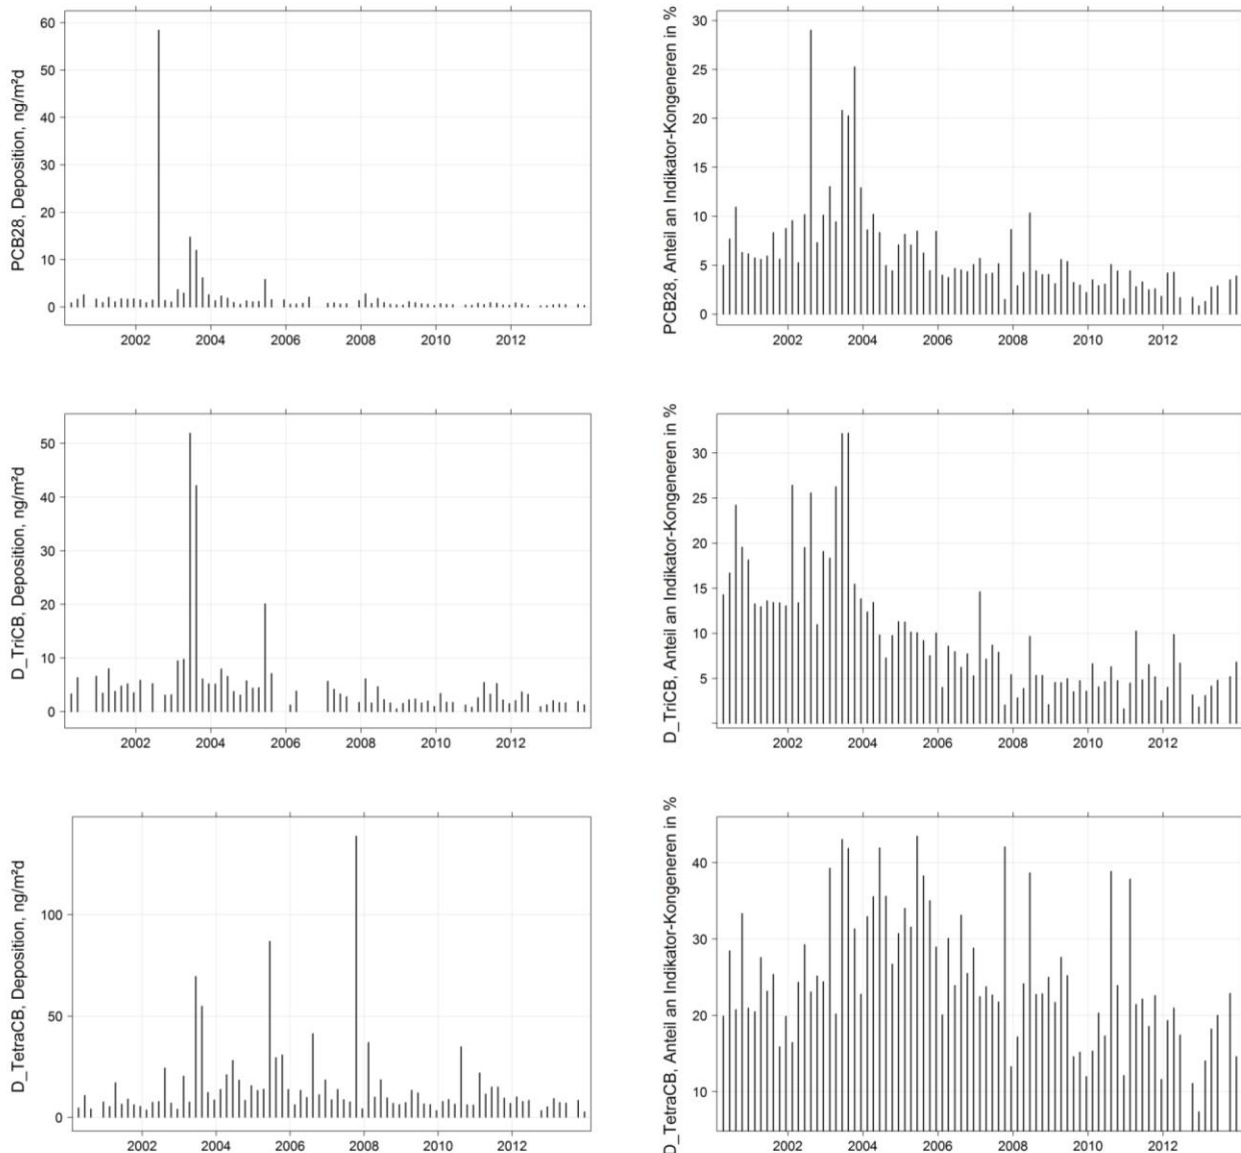 PCB28, Deposition, ng/m²d
60
50
40
30
20
10
0
2002 2004 2006 2008 2010 2012
PCB28, Anteil an Indikator-Kongeneren in %
30
25
20
15
10
5
0
2002 2004 2006 2008 2010 2012
D_TriCB, Deposition, ng/m²d
50
40
30
20
10
0
2002 2004 2006 2008 2010 2012
D_TriCB, Anteil an Indikator-Kongeneren in %
30
25
20
15
10
5
2002 2004 2006 2008 2010 2012
D_TetraCB, Deposition, ng/m²d
100
50
0
2002 2004 2006 2008 2010 2012
D_TetraCB, Anteil an Indikator-Kongeneren in %
40
30
20
10
2002 2004 2006 2008 2010 2012